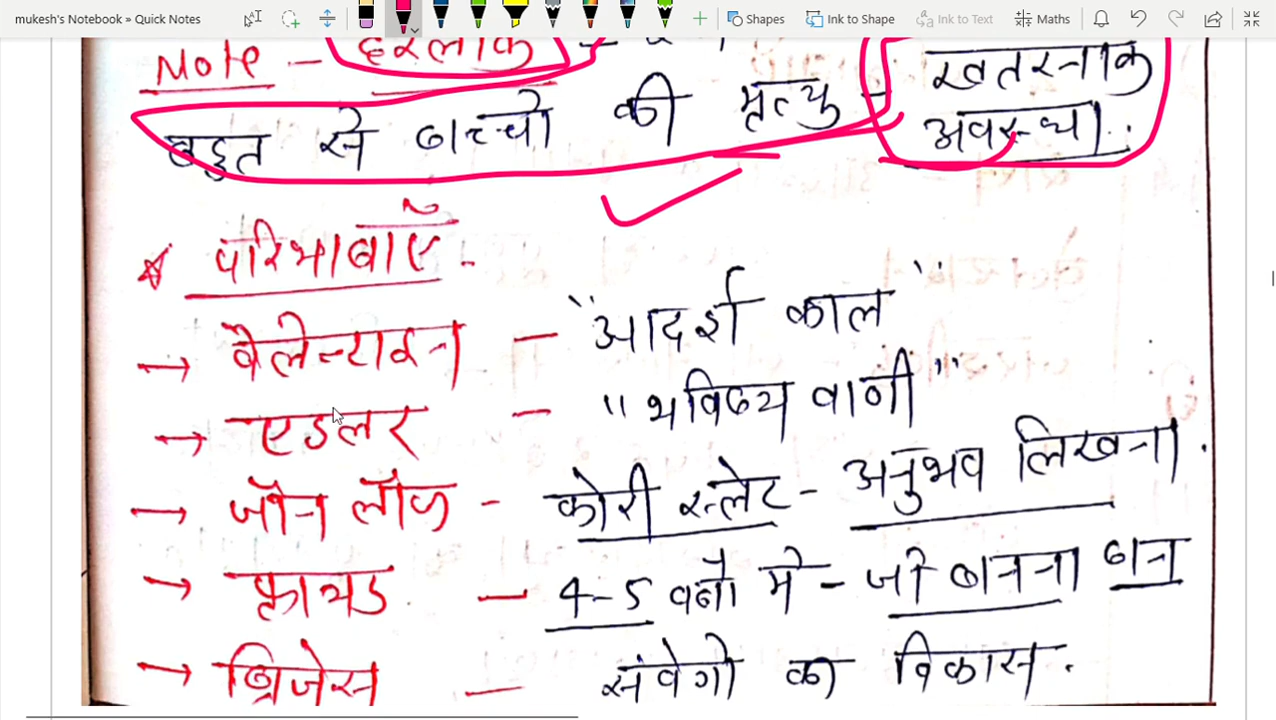 mukesh's Notebook » Quick Notes
Shapes
Ink to Shape
Ink to Text
Maths
Note - हरलॉक -
खतरनाक
बहुत से बच्चो की मृत्यु - अवस्था।
* परिभाषाएँ -
→ वैलेन्टाइन - "आदर्श काल"
→ एडलर - "भविष्य वाणी"
→ जॉन लॉक - कोरी स्लेट - अनुभव लिखना.
→ फ्रायड - 4-5 वर्षो में - जो बनना बन
→ ब्रिजेस - संवेगो का विकास.